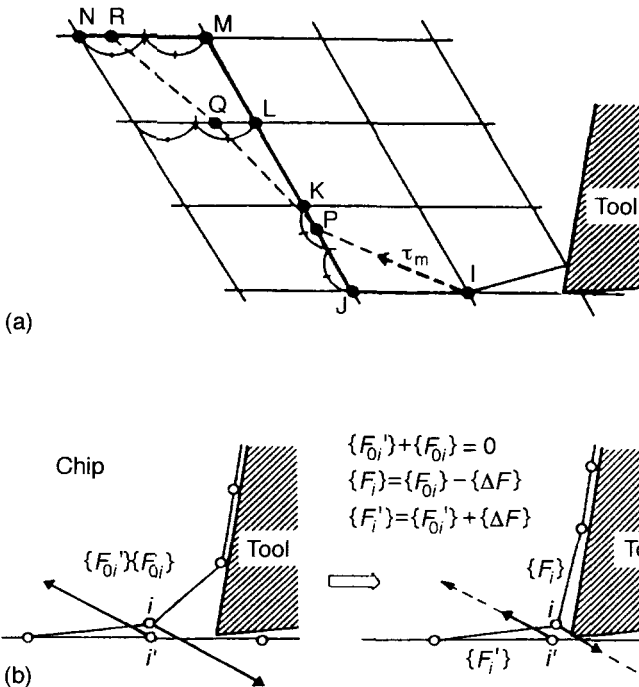 N R M
Q L
K
P
τm
I
J
Tool
(a)
{F0i'}+{F0i}=0
{Fi}={F0i}−{ΔF}
{Fi'}={F0i'}+{ΔF}
Chip
{F0i'}{F0i}
Tool
i
i'
{Fi}
i
i'
{Fi'}
(b)